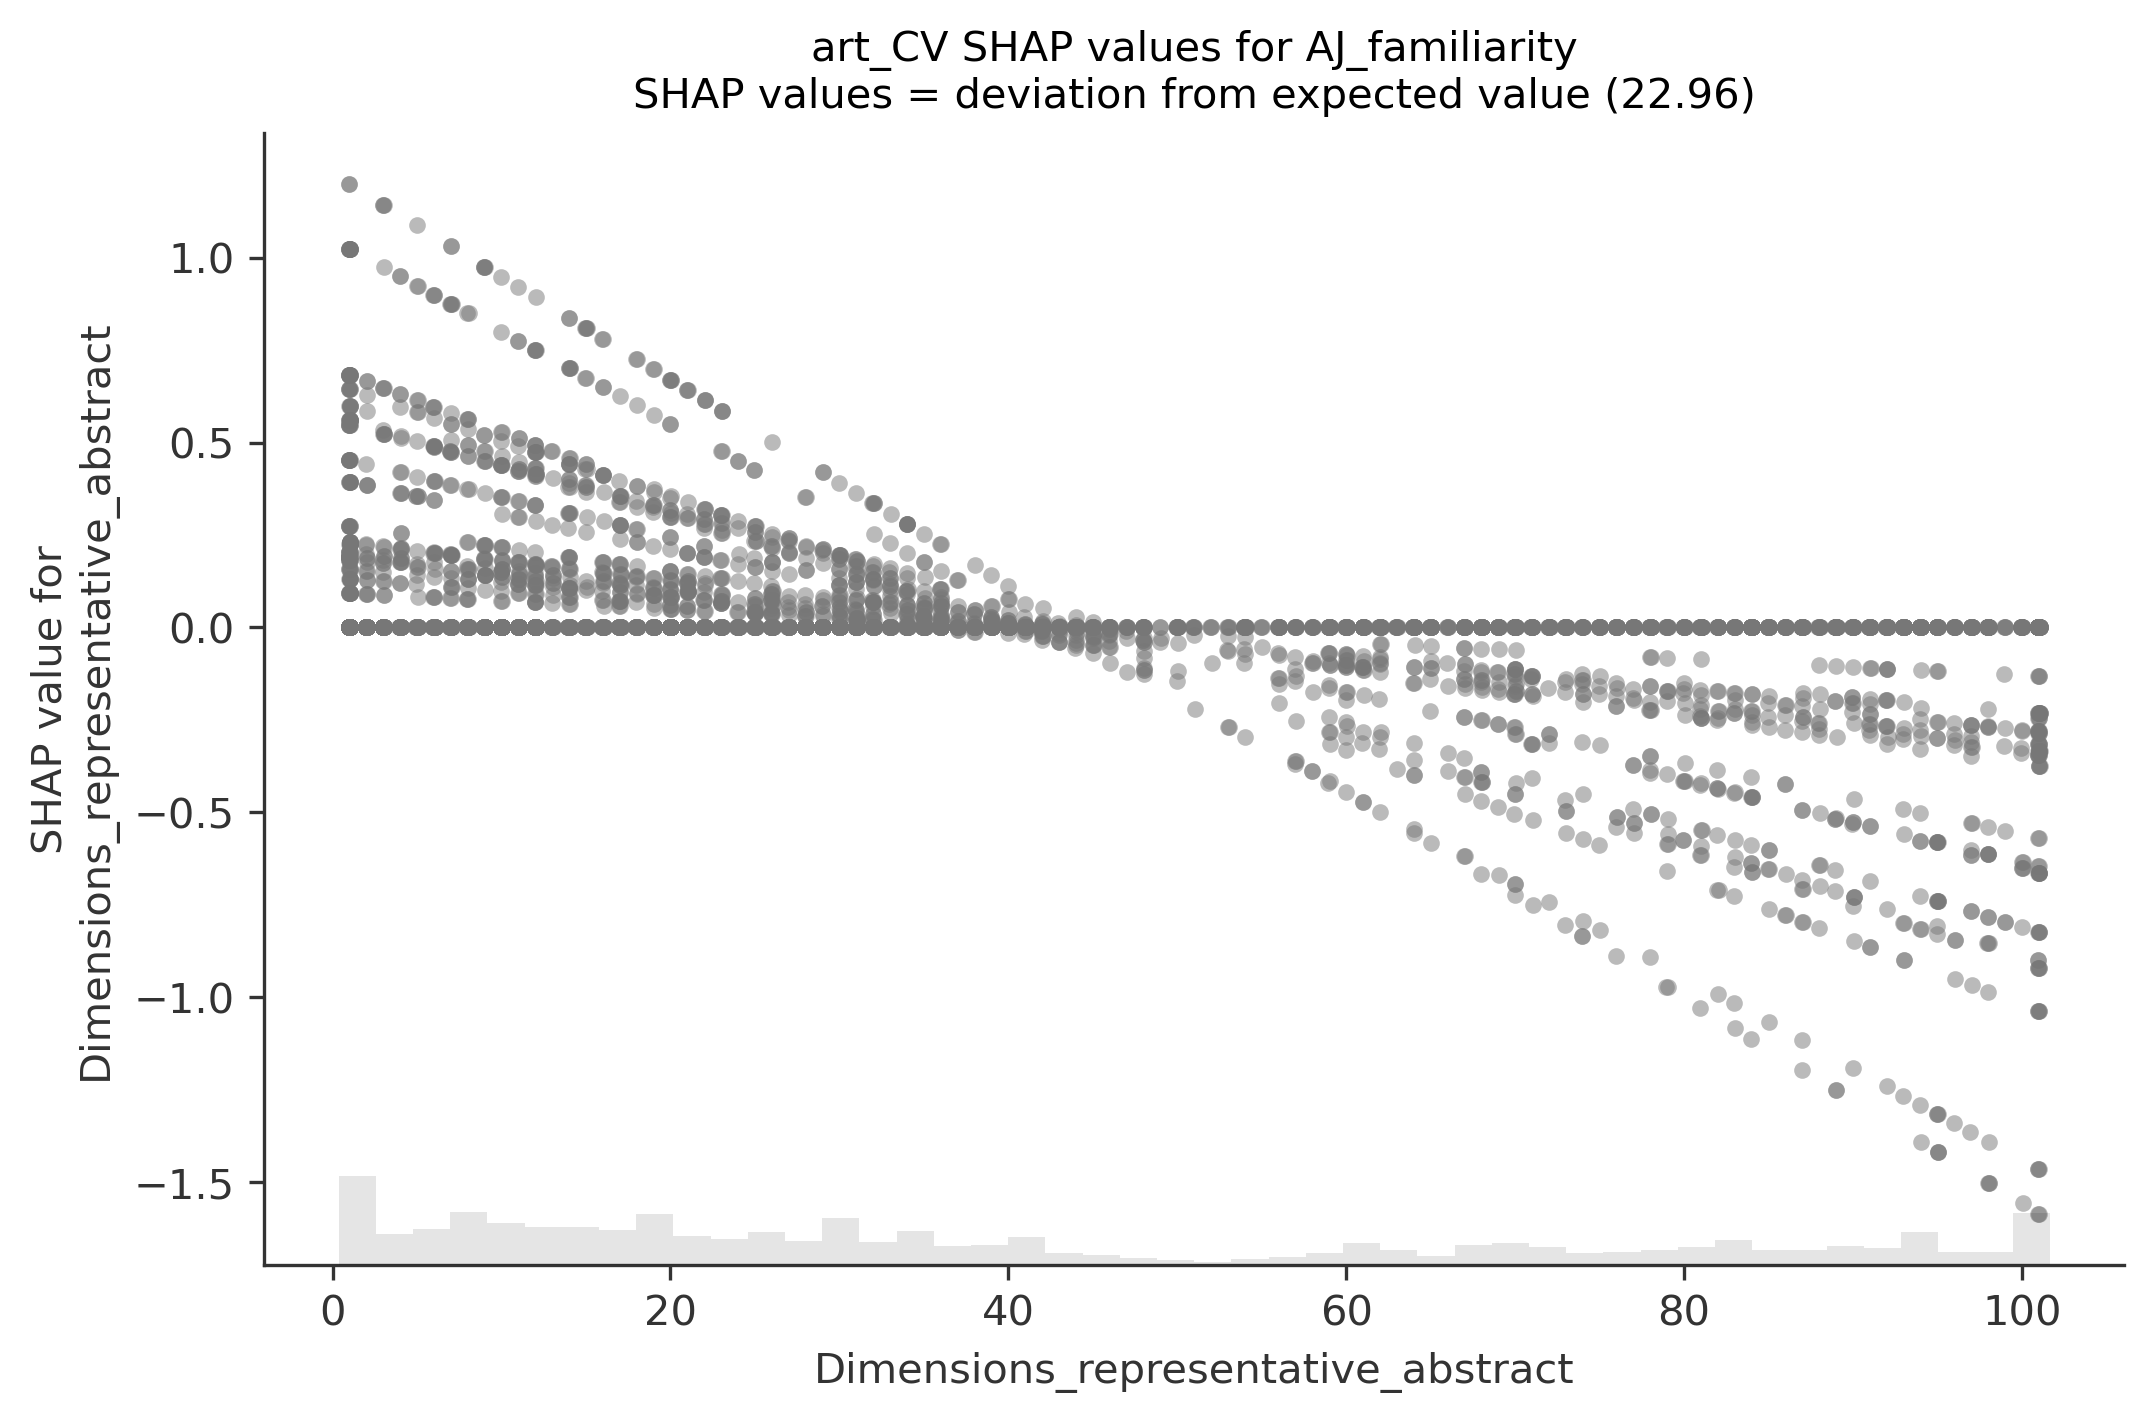 art_CV SHAP values for AJ_familiarity
SHAP values = deviation from expected value (22.96)
SHAP value for
Dimensions_representative_abstract
1.0
0.5
0.0
−0.5
−1.0
−1.5
0 20 40 60 80 100
Dimensions_representative_abstract